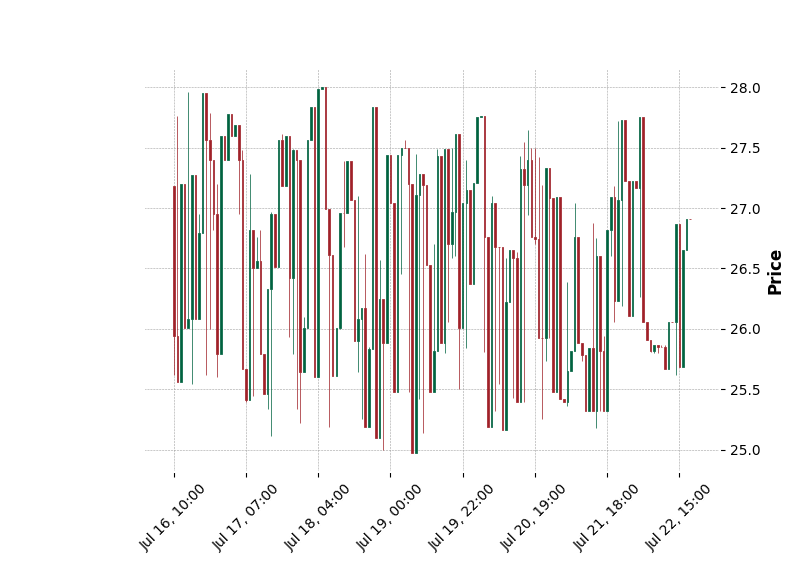 28.0
27.5
27.0
26.5
26.0
25.5
25.0
Price
Jul 16, 10:00
Jul 17, 07:00
Jul 18, 04:00
Jul 19, 00:00
Jul 19, 22:00
Jul 20, 19:00
Jul 21, 18:00
Jul 22, 15:00